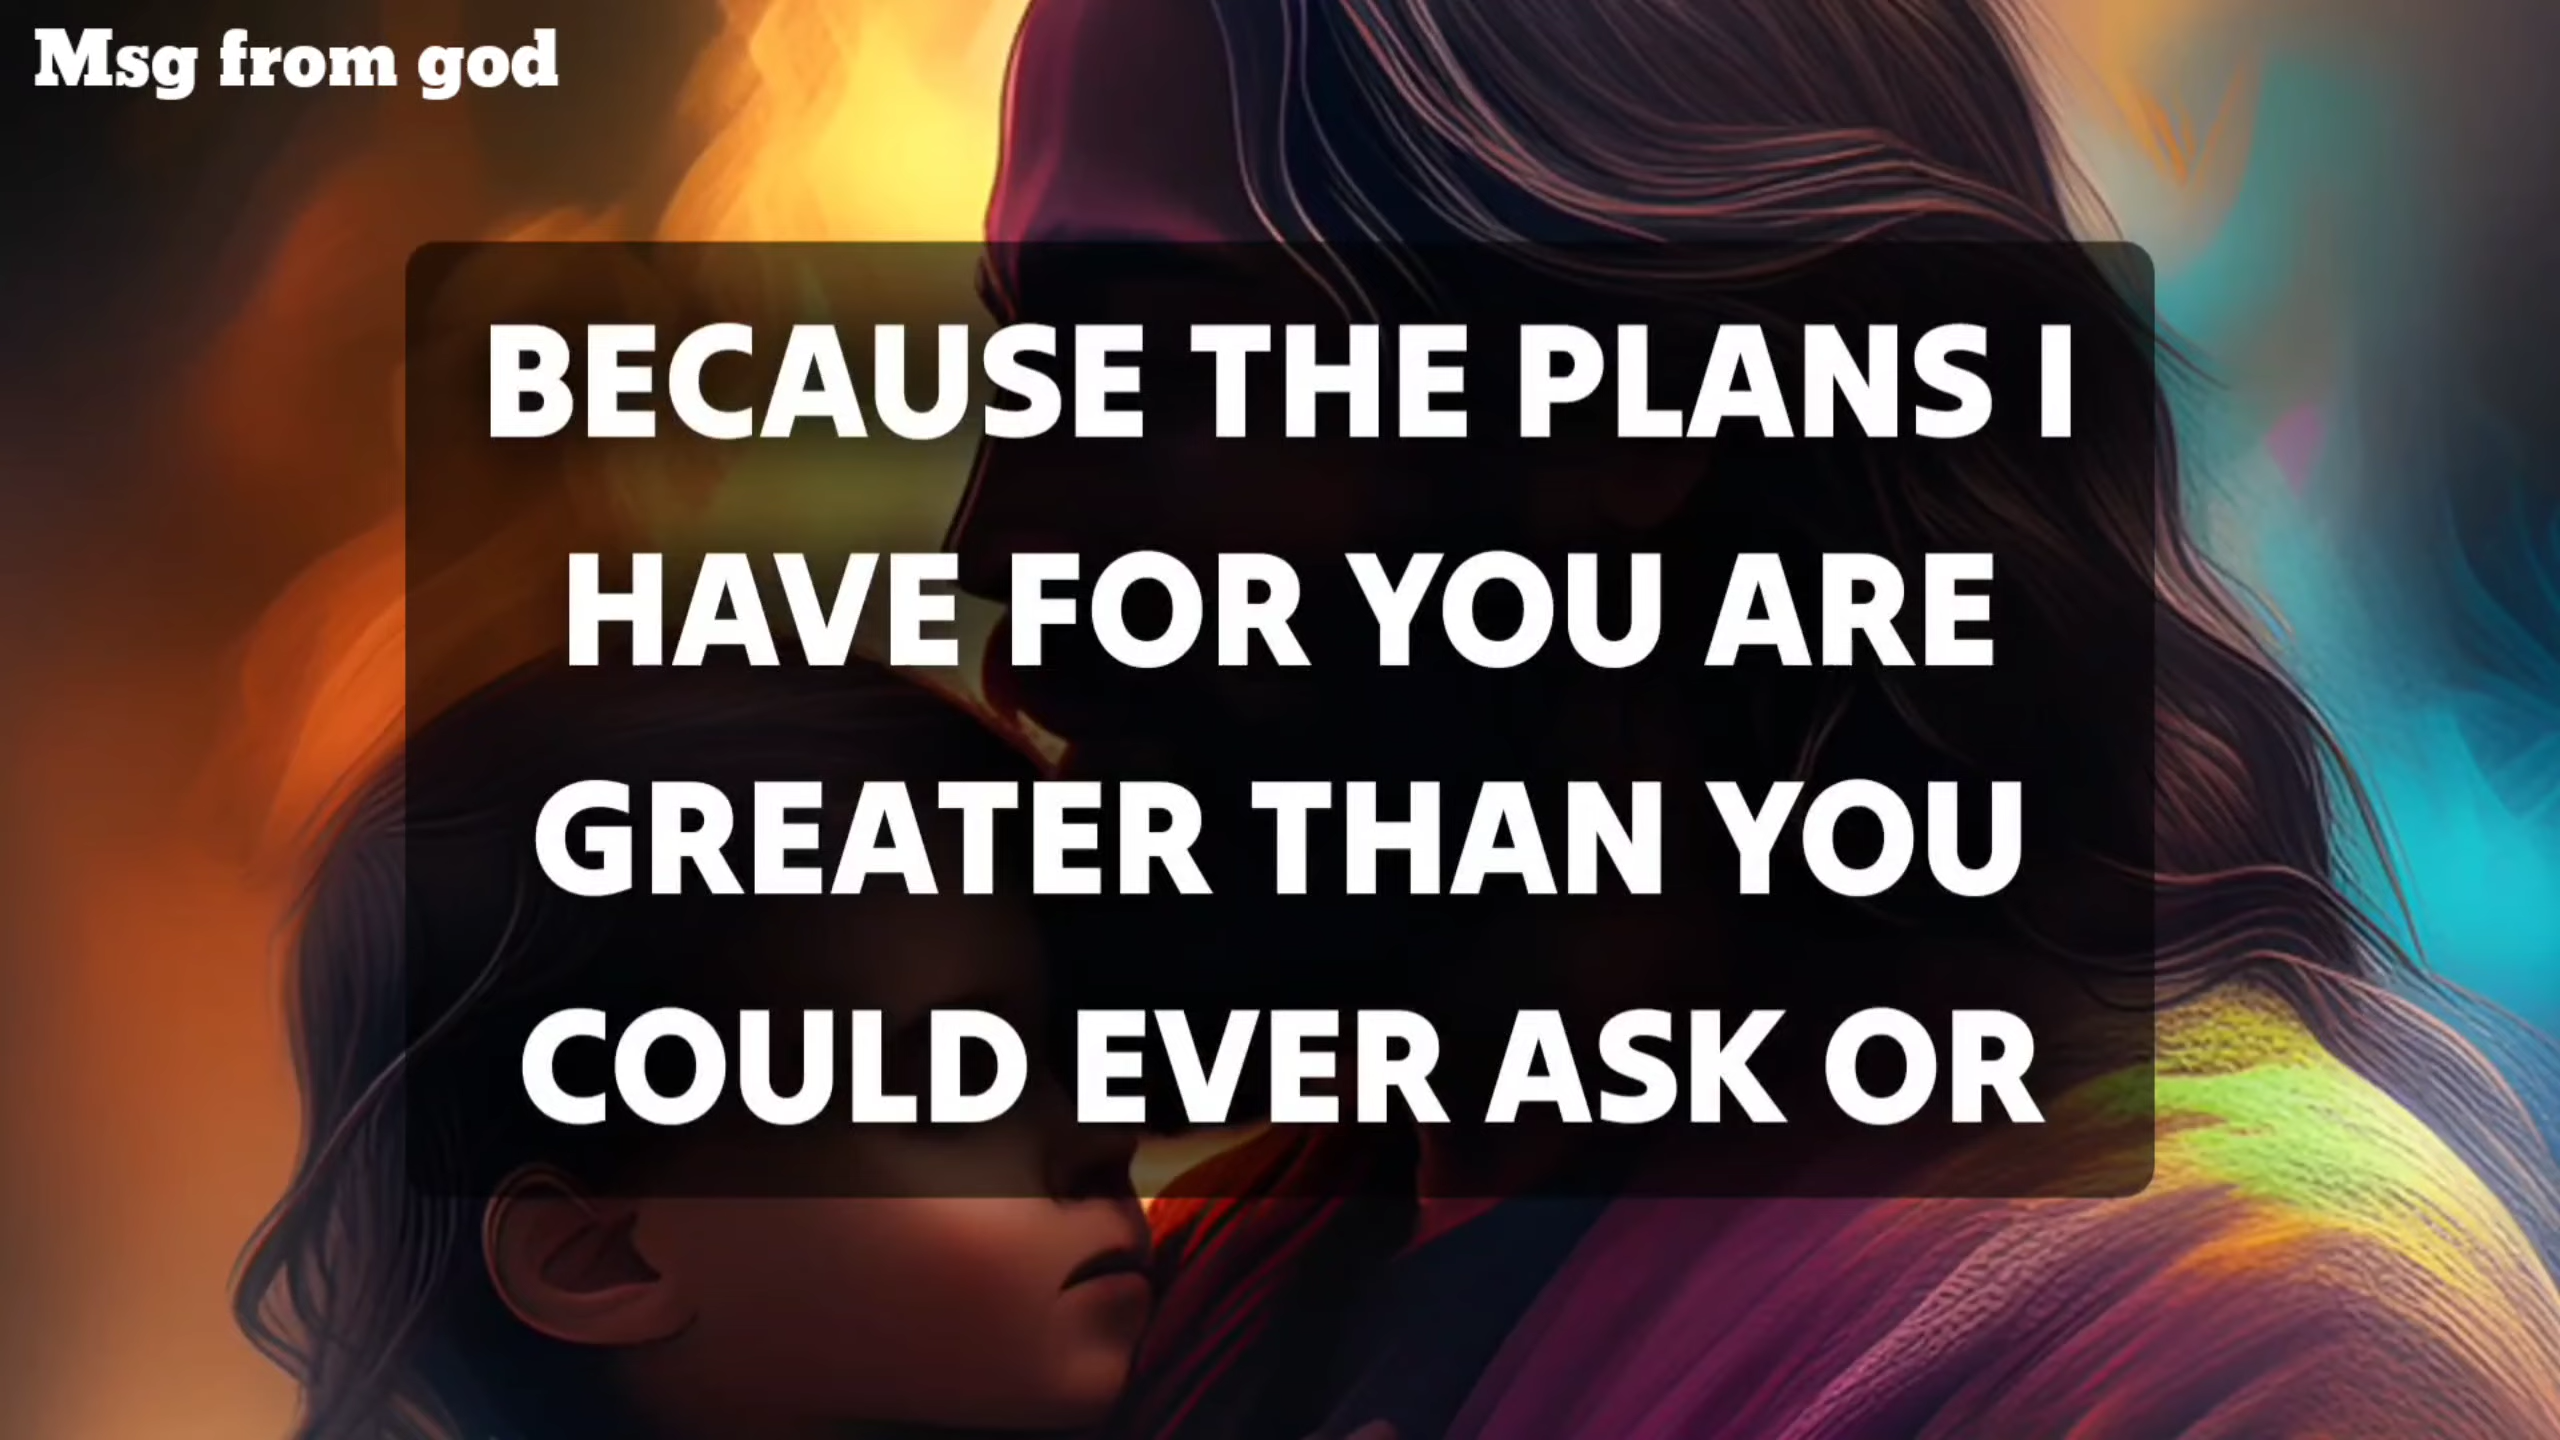 Msg from god
BECAUSE THE PLANS I
HAVE FOR YOU ARE
GREATER THAN YOU
COULD EVER ASK OR